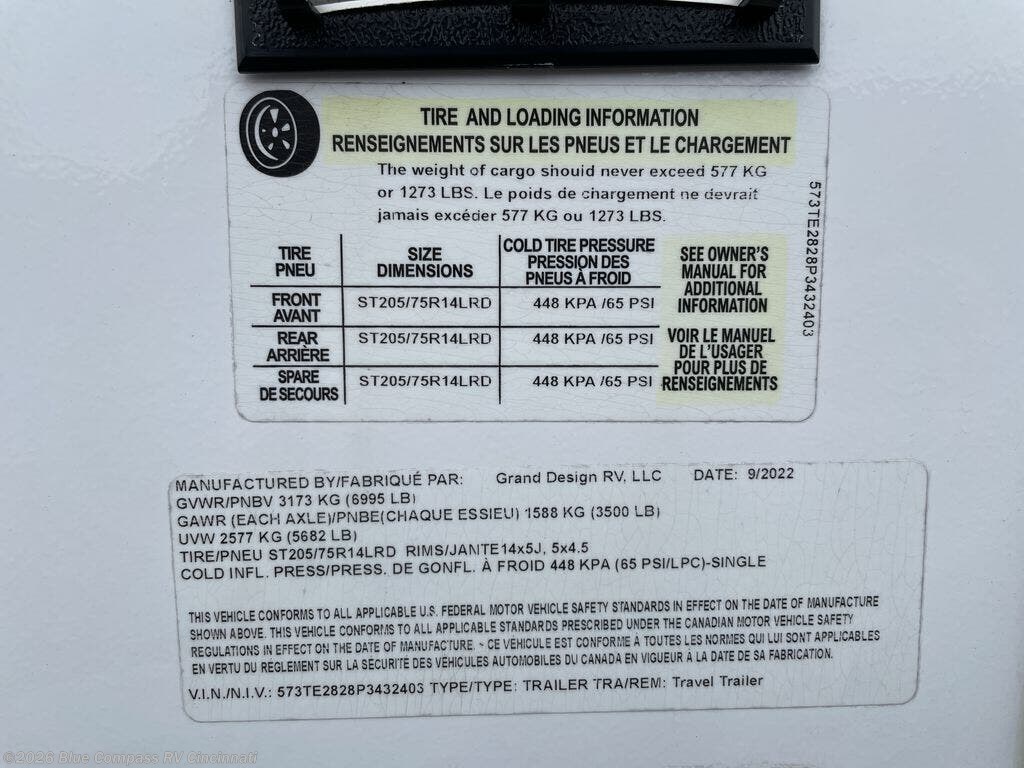 TIRE AND LOADING INFORMATION
RENSEIGNEMENTS SUR LES PNEUS ET LE CHARGEMENT
The weight of cargo should never exceed 577 KG
or 1273 LBS. Le poids de chargement ne devrait
jamais excéder 577 KG ou 1273 LBS.
573TE2828P3432403
TIRE
PNEU
SIZE
DIMENSIONS
COLD TIRE PRESSURE
PRESSION DES
PNEUS À FROID
SEE OWNER'S
MANUAL FOR
ADDITIONAL
INFORMATION
FRONT
AVANT
ST205/75R14LRD
448 KPA /65 PSI
REAR
ARRIÈRE
ST205/75R14LRD
448 KPA /65 PSI
VOIR LE MANUEL
DE L'USAGER
POUR PLUS DE
RENSEIGNEMENTS
SPARE
DE SECOURS
ST205/75R14LRD
448 KPA /65 PSI
MANUFACTURED BY/FABRIQUÉ PAR: Grand Design RV, LLC DATE: 9/2022
GVWR/PNBV 3173 KG (6995 LB)
GAWR (EACH AXLE)/PNBE(CHAQUE ESSIEU) 1588 KG (3500 LB)
UVW 2577 KG (5682 LB)
TIRE/PNEU ST205/75R14LRD RIMS/JANTE14x5J, 5x4.5
COLD INFL. PRESS/PRESS. DE GONFL. À FROID 448 KPA (65 PSI/LPC)-SINGLE
THIS VEHICLE CONFORMS TO ALL APPLICABLE U.S. FEDERAL MOTOR VEHICLE SAFETY STANDARDS IN EFFECT ON THE DATE OF MANUFACTURE
SHOWN ABOVE. THIS VEHICLE CONFORMS TO ALL APPLICABLE STANDARDS PRESCRIBED UNDER THE CANADIAN MOTOR VEHICLE SAFETY
REGULATIONS IN EFFECT ON THE DATE OF MANUFACTURE. - CE VÉHICULE EST CONFORME À TOUTES LES NORMES QUI LUI SONT APPLICABLES
EN VERTU DU RÈGLEMENT SUR LA SÉCURITÉ DES VÉHICULES AUTOMOBILES DU CANADA EN VIGUEUR À LA DATE DE SA FABRICATION.
V.I.N./N.I.V.: 573TE2828P3432403 TYPE/TYPE: TRAILER TRA/REM: Travel Trailer
©2026 Blue Compass RV Cincinnati